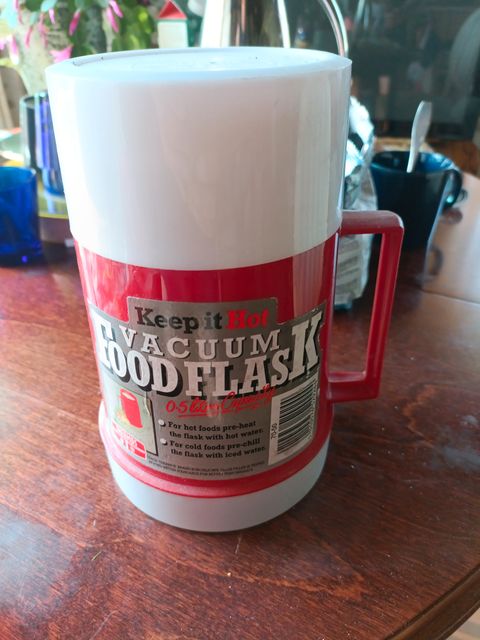 Keep it Hot
VACUUM
FOOD FLASK
0·5 Litre Capacity
• For hot foods pre-heat
the flask with hot water.
• For cold foods pre-chill
the flask with iced water.